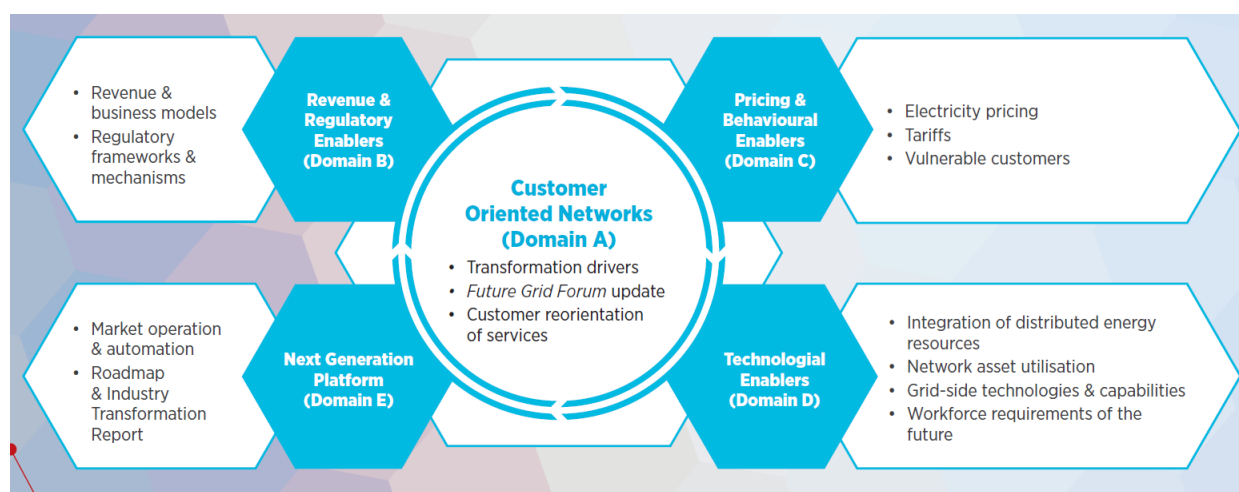 • Revenue &
business models
• Regulatory
frameworks &
mechanisms
Revenue &
Regulatory
Enablers
(Domain B)
Pricing &
Behavioural
Enablers
(Domain C)
• Electricity pricing
• Tariffs
• Vulnerable customers
Customer
Oriented Networks
(Domain A)
• Transformation drivers
• Future Grid Forum update
• Customer reorientation
of services
• Market operation
& automation
• Roadmap
& Industry
Transformation
Report
Next Generation
Platform
(Domain E)
Technologial
Enablers
(Domain D)
• Integration of distributed energy
resources
• Network asset utilisation
• Grid-side technologies & capabilities
• Workforce requirements of the
future